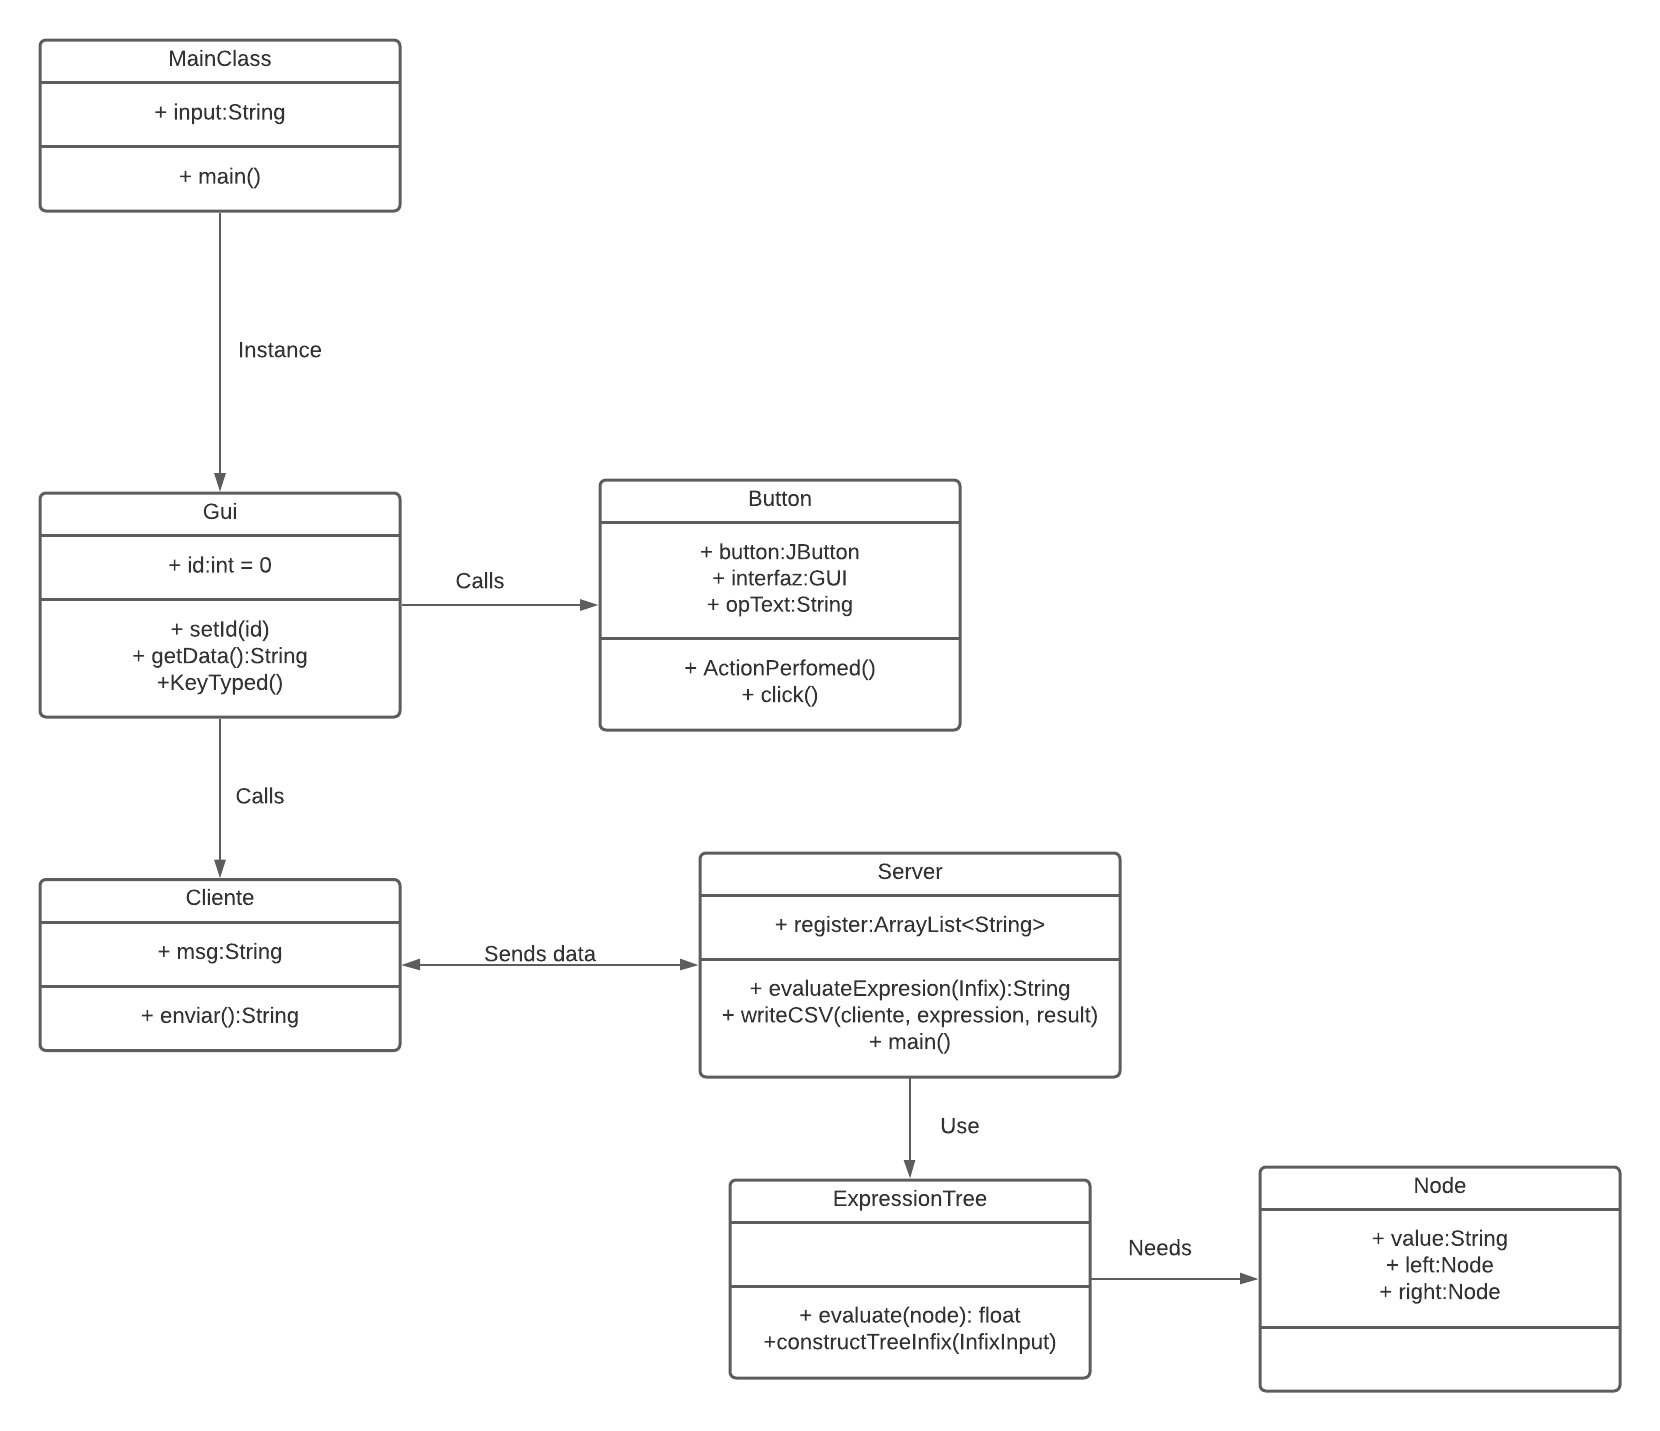 MainClass
+ input:String
+ main()
Instance
Gui
+ id:int = 0
+ setId(id)
+ getData():String
+KeyTyped()
Calls
Button
+ button:JButton
+ interfaz:GUI
+ opText:String
+ ActionPerfomed()
+ click()
Calls
Cliente
+ msg:String
+ enviar():String
Sends data
Server
+ register:ArrayList<String>
+ evaluateExpresion(Infix):String
+ writeCSV(cliente, expression, result)
+ main()
Use
ExpressionTree
+ evaluate(node): float
+constructTreeInfix(InfixInput)
Needs
Node
+ value:String
+ left:Node
+ right:Node